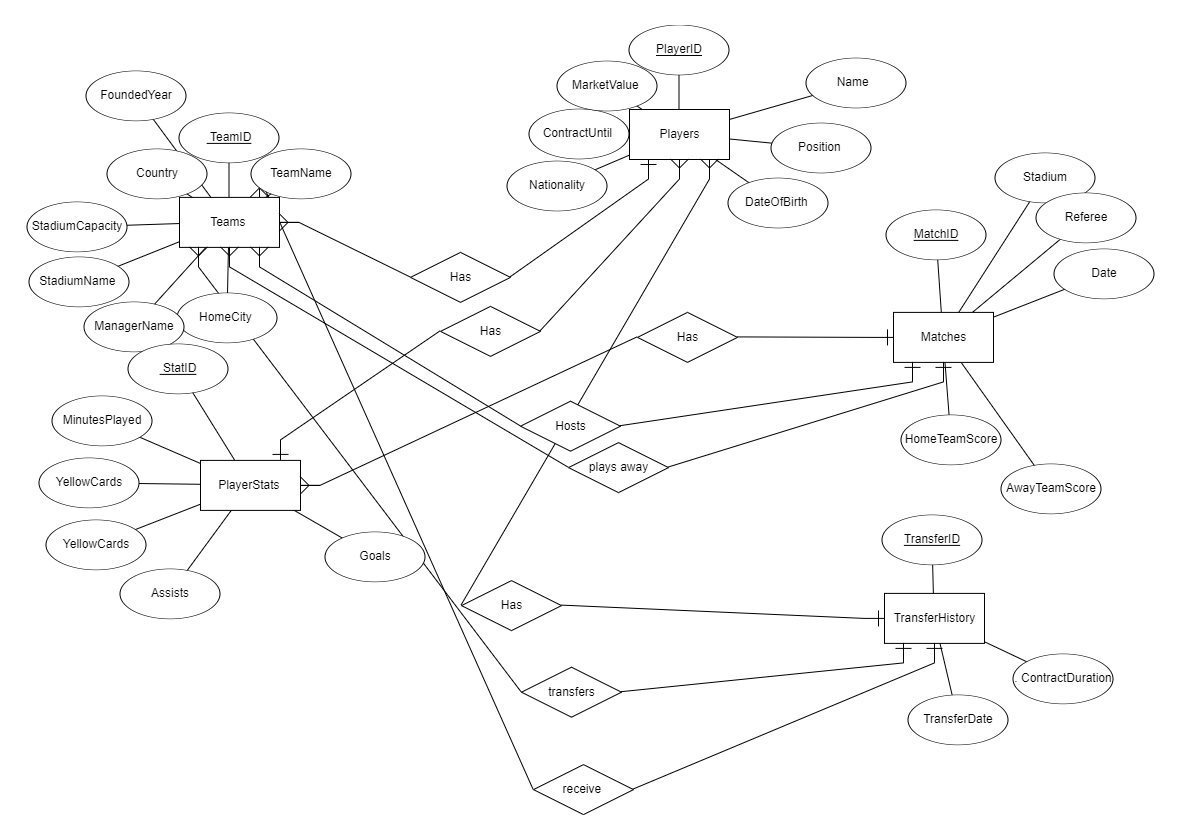 PlayerID
MarketValue
Name
FoundedYear
ContractUntil
Players
TeamID
Position
Country
TeamName
Nationality
Stadium
DateOfBirth
Referee
StadiumCapacity
Teams
MatchID
Date
StadiumName
Has
HomeCity
ManagerName
Has
Has
Matches
StatID
MinutesPlayed
Hosts
HomeTeamScore
plays away
YellowCards
PlayerStats
AwayTeamScore
YellowCards
Goals
TransferID
Assists
Has
TransferHistory
. ContractDuration
transfers
TransferDate
receive